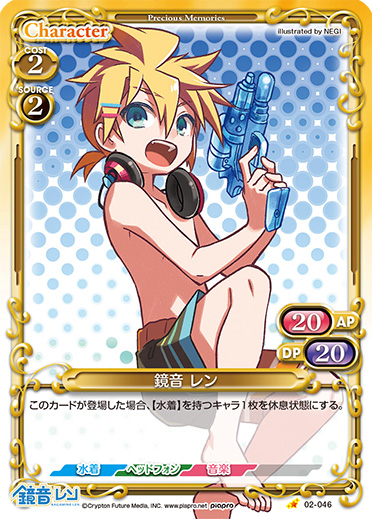 Precious Memories
Character
illustrated by NEGI
COST
2
SOURCE
2
20 AP
DP 20
鏡音 レン
このカードが登場した場合、【水着】を持つキャラ1枚を休息状態にする。
水着 ヘッドフォン 音楽
鏡音レン
KAGAMINE LEN
©Crypton Future Media, INC. www.piapro.net piapro
02-046